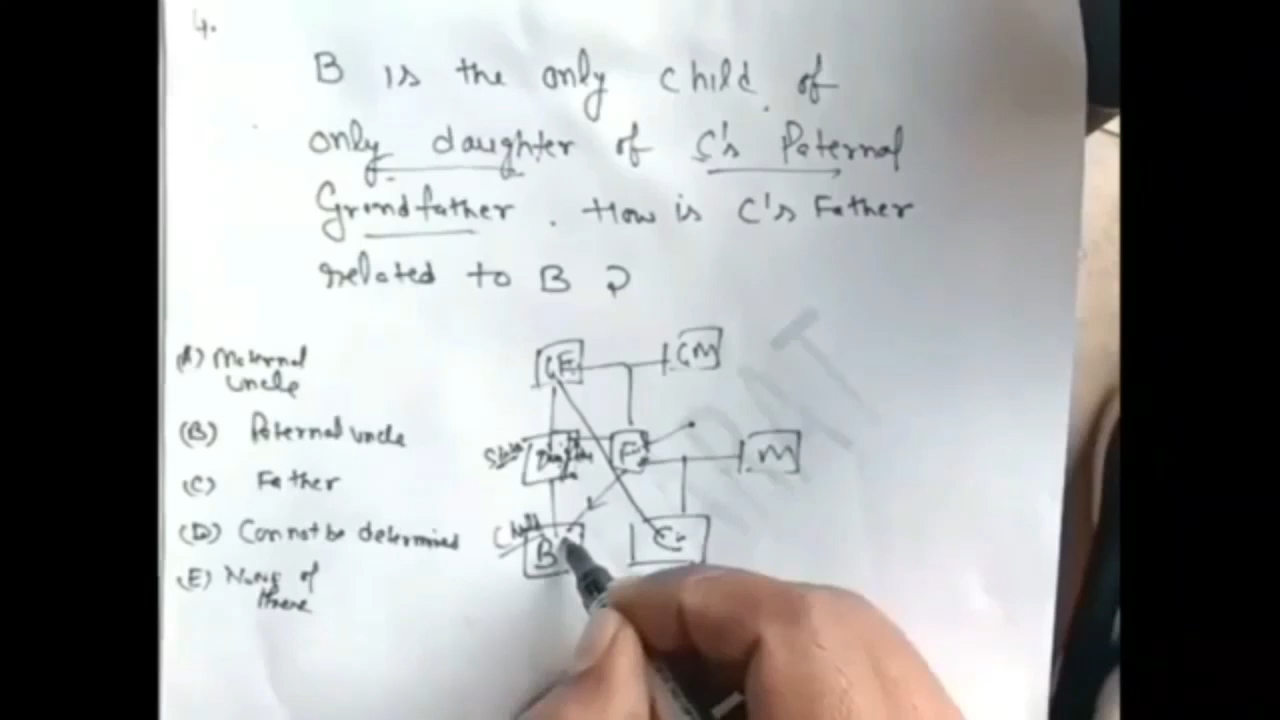 4.
B is the only child of
only daughter of C's Paternal
Grandfather. How is C's Father
related to B ?
(A) Maternal
uncle
(B) Paternal uncle
(C) Father
(D) Cannot be determined
(E) None of
these
GF
GM
F
M
Child
B
C